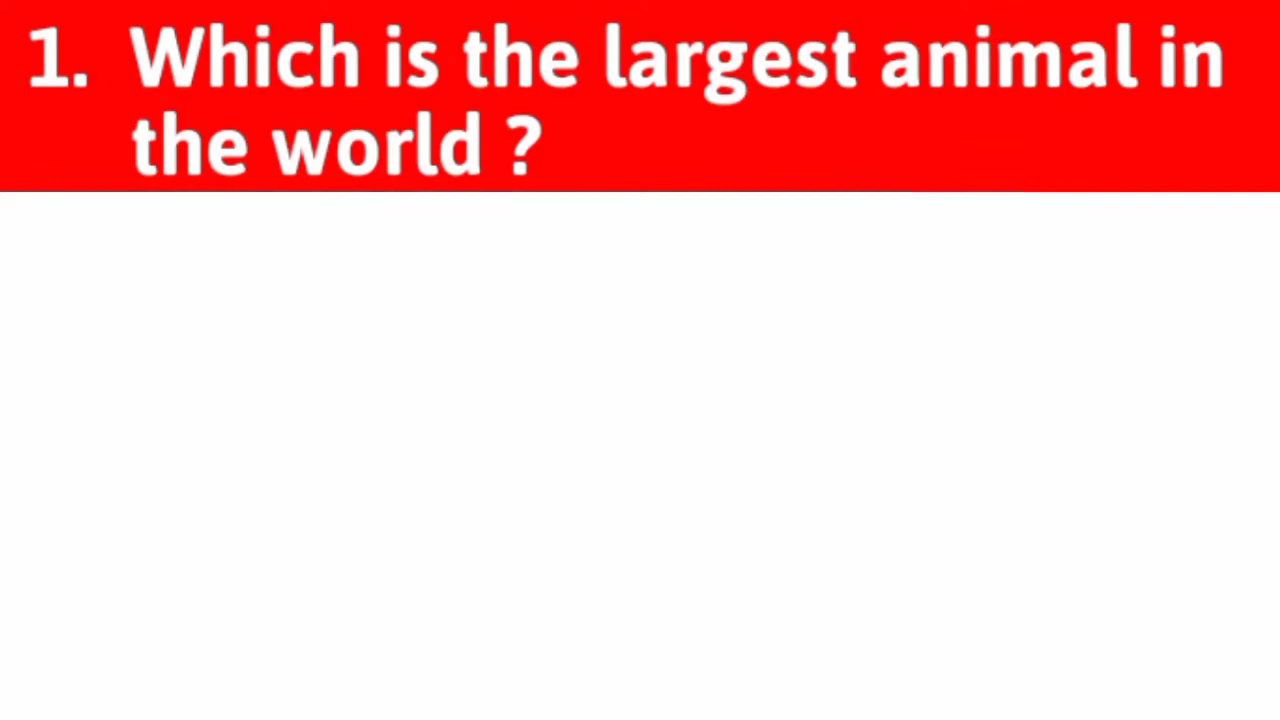 1. Which is the largest animal in
the world ?